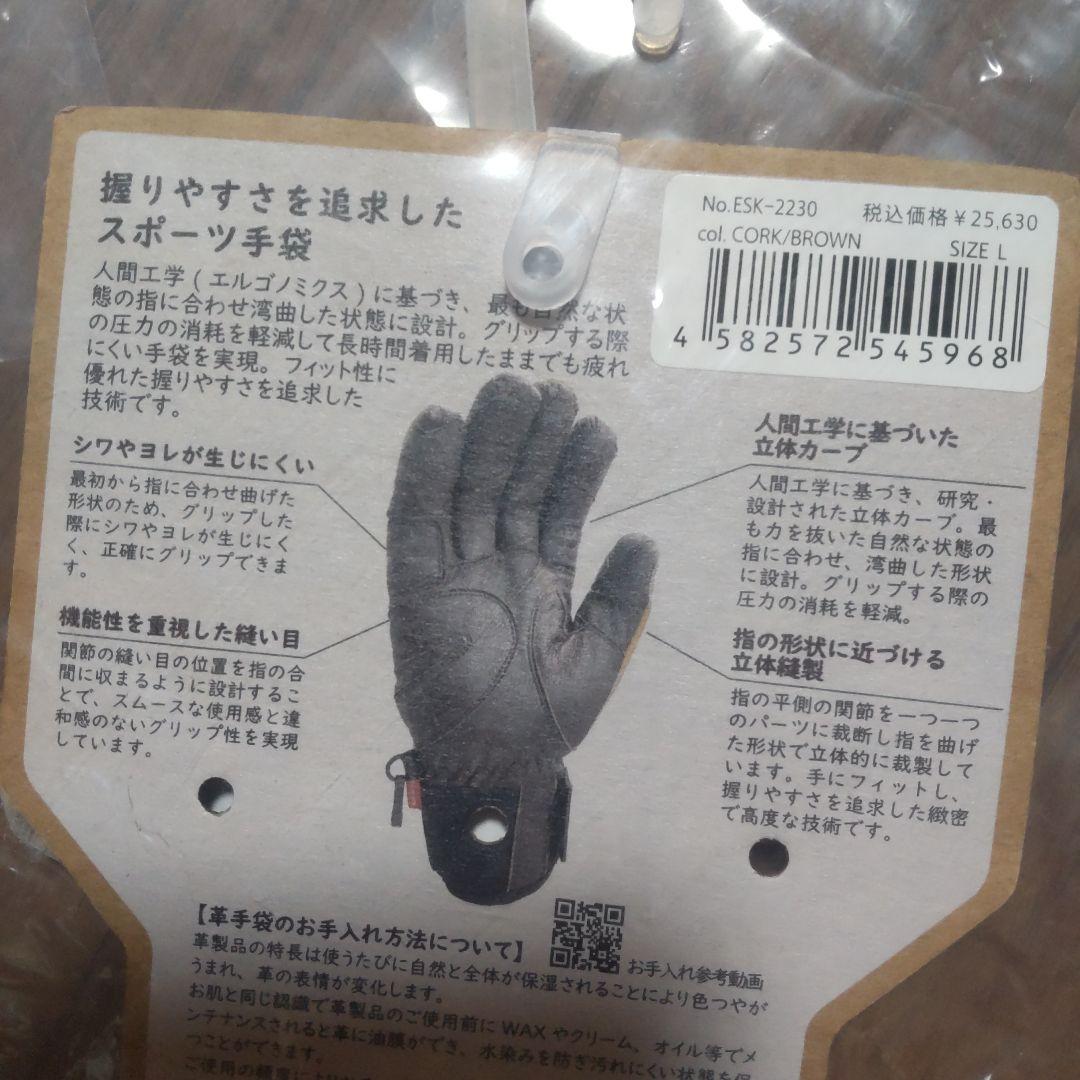 握りやすさを追求した
スポーツ手袋
人間工学(エルゴノミクス)に基づき、最も自然な状
態の指に合わせ湾曲した状態に設計。グリップする際
の圧力の消耗を軽減して長時間着用したままでも疲れ
にくい手袋を実現。フィット性に
優れた握りやすさを追求した
技術です。
No.ESK-2230 税込価格￥25,630
col. CORK/BROWN SIZE L
4 582572 545968
シワやヨレが生じにくい
最初から指に合わせ曲げた
形状のため、グリップした
際にシワやヨレが生じにく
く、正確にグリップできま
す。
機能性を重視した縫い目
関節の縫い目の位置を指の合
間に収まるように設計するこ
とで、スムースな使用感と違
和感のないグリップ性を実現
しています。
人間工学に基づいた
立体カーブ
人間工学に基づき、研究・
設計された立体カーブ。最
も力を抜いた自然な状態の
指に合わせ、湾曲した形状
に設計。グリップする際の
圧力の消耗を軽減。
指の形状に近づける
立体縫製
指の平側の関節を一つ一つ
のパーツに裁断し指を曲げ
た形状で立体的に裁製して
います。手にフィットし、
握りやすさを追求した緻密
で高度な技術です。
【革手袋のお手入れ方法について】
お手入れ参考動画
革製品の特長は使うたびに自然と全体が保湿されることにより色つやが
うまれ、革の表情が変化します。
お肌と同じ認識で革製品のご使用前にWAXやクリーム、オイル等でメ
ンテナンスされると革に油膜ができ、水染みを防ぎ汚れにくい状態を保
つことができます。
ご使用の頻度により